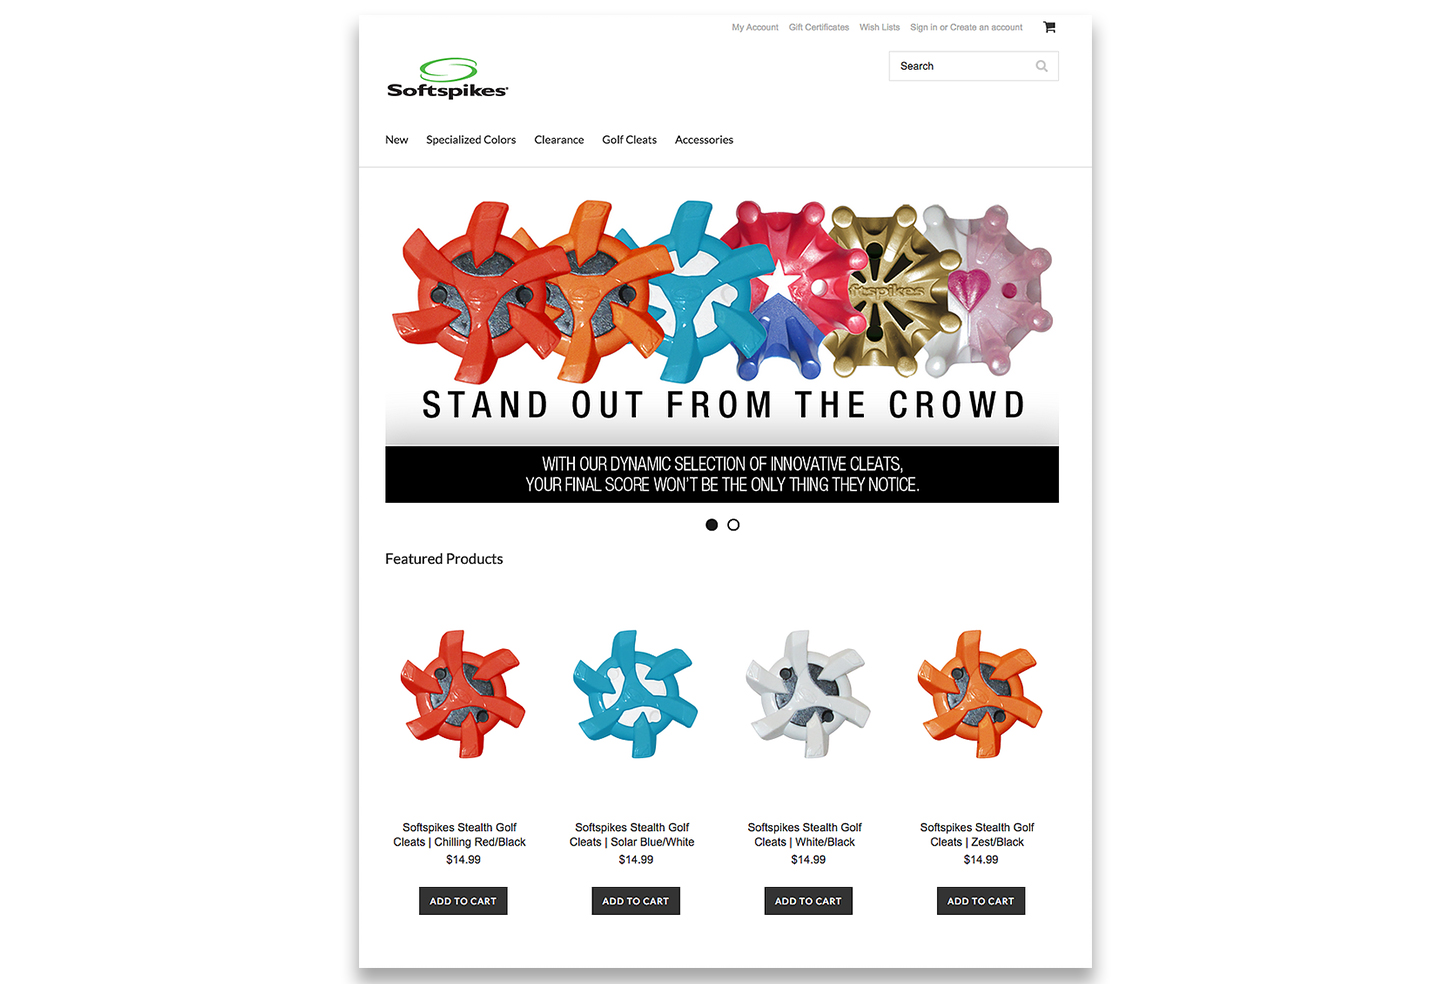 My Account Gift Certificates Wish Lists Sign in or Create an account
Softspikes
Search
New Specialized Colors Clearance Golf Cleats Accessories
ftspikes
STAND OUT FROM THE CROWD
WITH OUR DYNAMIC SELECTION OF INNOVATIVE CLEATS,
YOUR FINAL SCORE WON'T BE THE ONLY THING THEY NOTICE.
Featured Products
Softspikes Stealth Golf
Cleats | Chilling Red/Black
$14.99
ADD TO CART
Softspikes Stealth Golf
Cleats | Solar Blue/White
$14.99
ADD TO CART
Softspikes Stealth Golf
Cleats | White/Black
$14.99
ADD TO CART
Softspikes Stealth Golf
Cleats | Zest/Black
$14.99
ADD TO CART